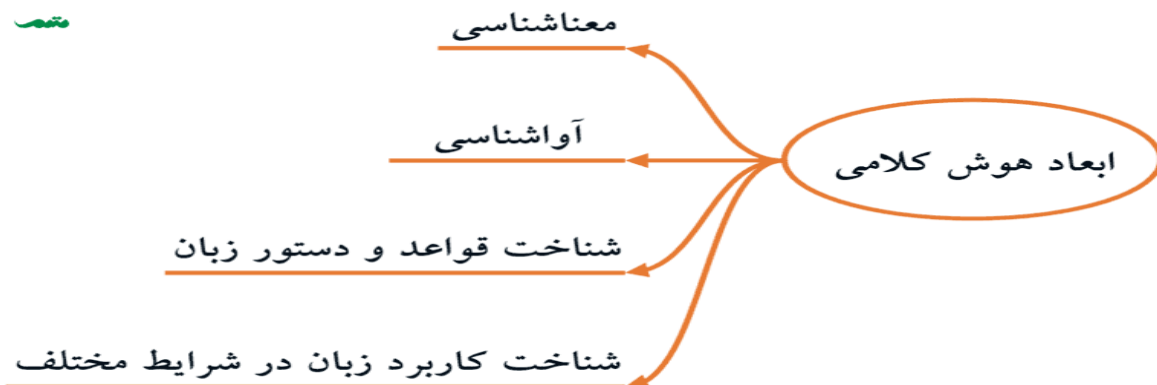 معناشناسی
آواشناسی
ابعاد هوش کلامی
شناخت قواعد و دستور زبان
شناخت کاربرد زبان در شرایط مختلف